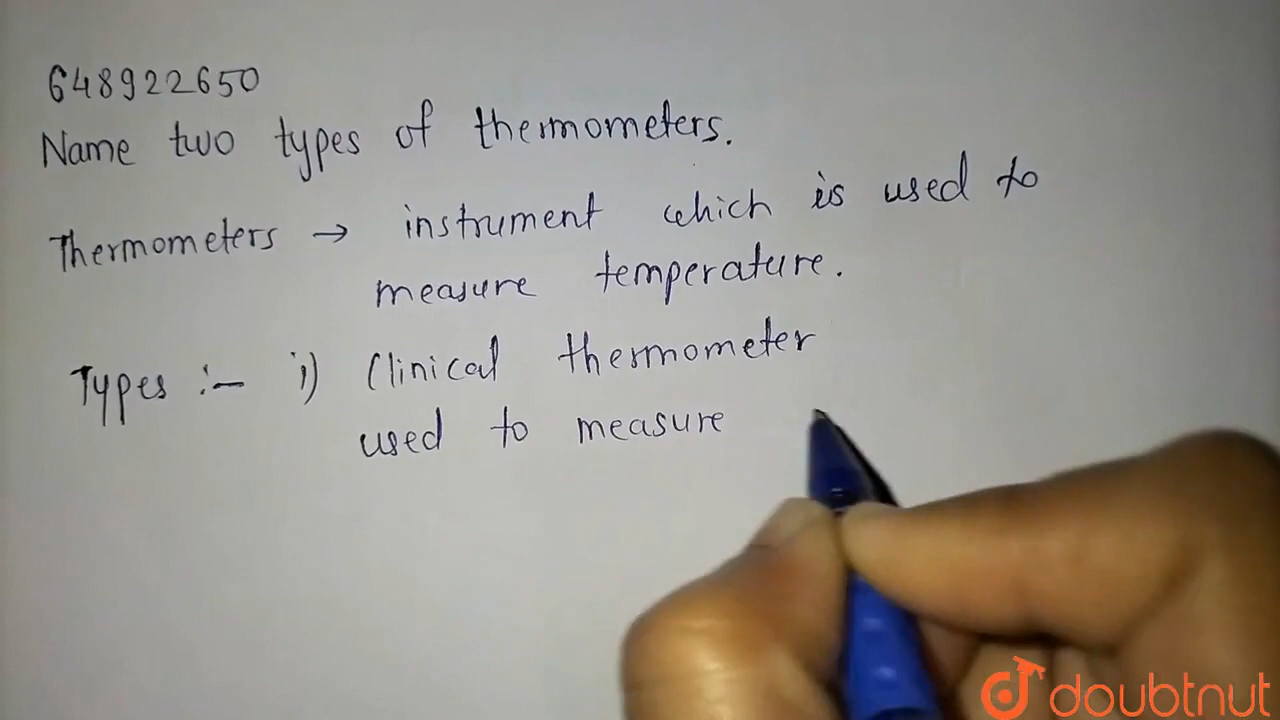 648922650
Name two types of thermometers.
Thermometers → instrument which is used to
measure temperature.
Types :- i) Clinical thermometer
used to measure
doubtnut